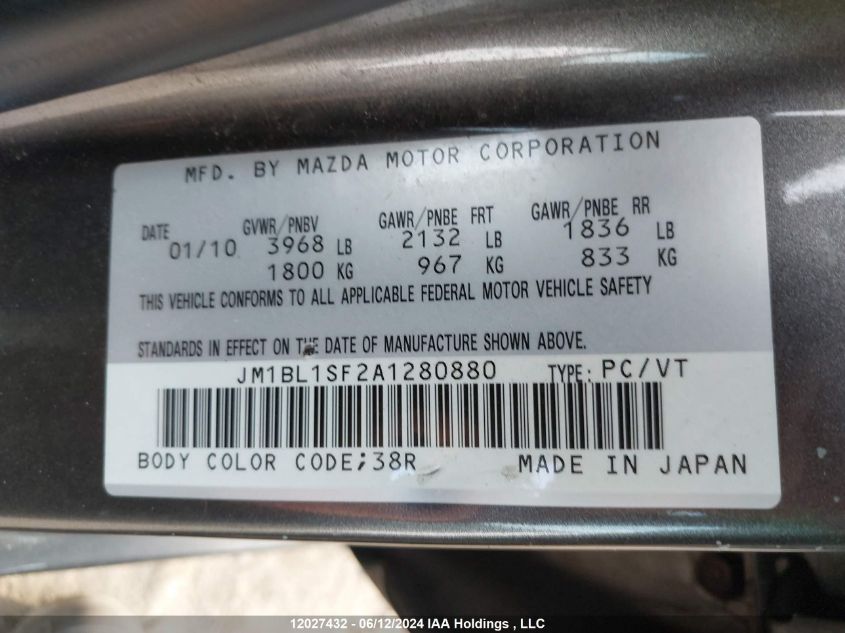 MFD. BY MAZDA MOTOR CORPORATION
DATE GVWR/PNBV GAWR/PNBE FRT GAWR/PNBE RR
01/10 3968 LB 2132 LB 1836 LB
1800 KG 967 KG 833 KG
THIS VEHICLE CONFORMS TO ALL APPLICABLE FEDERAL MOTOR VEHICLE SAFETY
STANDARDS IN EFFECT ON THE DATE OF MANUFACTURE SHOWN ABOVE.
JM1BL1SF2A1280880 TYPE: PC/VT
BODY COLOR CODE;38R MADE IN JAPAN
12027432 - 06/12/2024 IAA Holdings , LLC